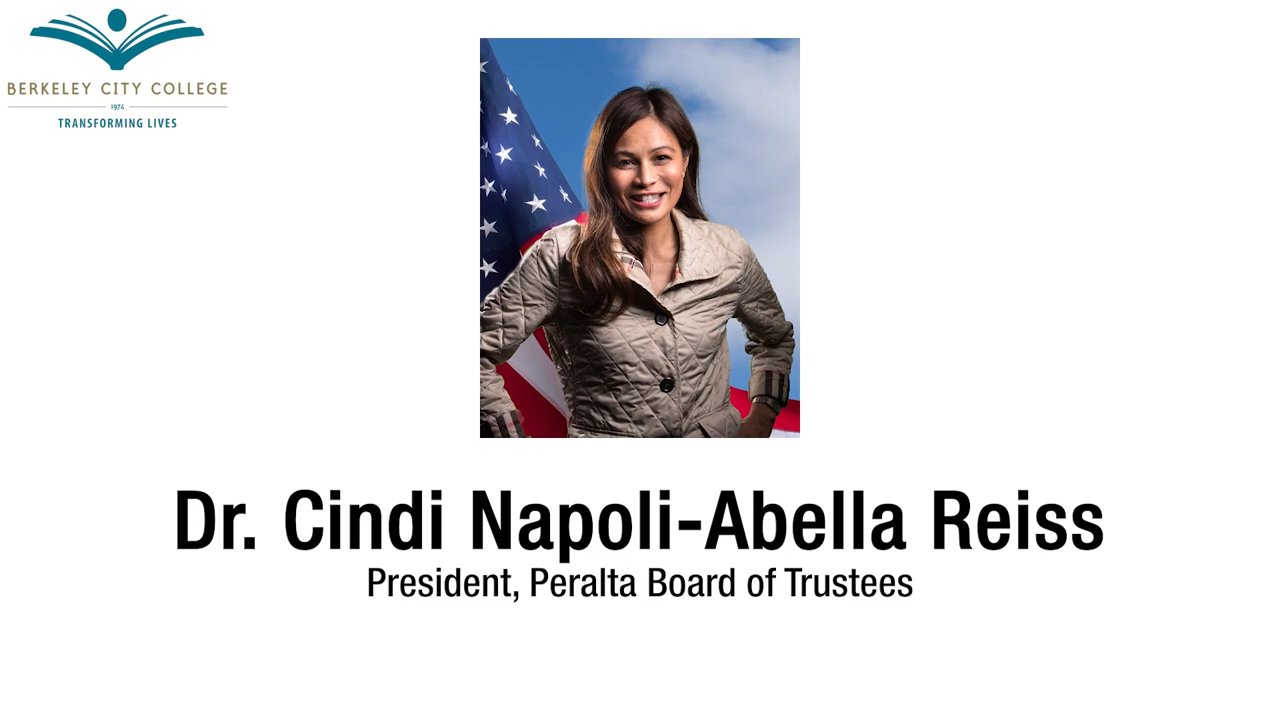 BERKELEY CITY COLLEGE
1974
TRANSFORMING LIVES
Dr. Cindi Napoli-Abella Reiss
President, Peralta Board of Trustees